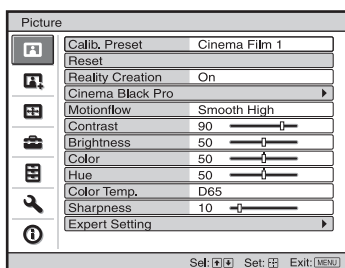 Picture
Calib. Preset Cinema Film 1
Reset
Reality Creation On
Cinema Black Pro
Motionflow Smooth High
Contrast 90
Brightness 50
Color 50
Hue 50
Color Temp. D65
Sharpness 10
Expert Setting
Sel: Set: Exit: MENU